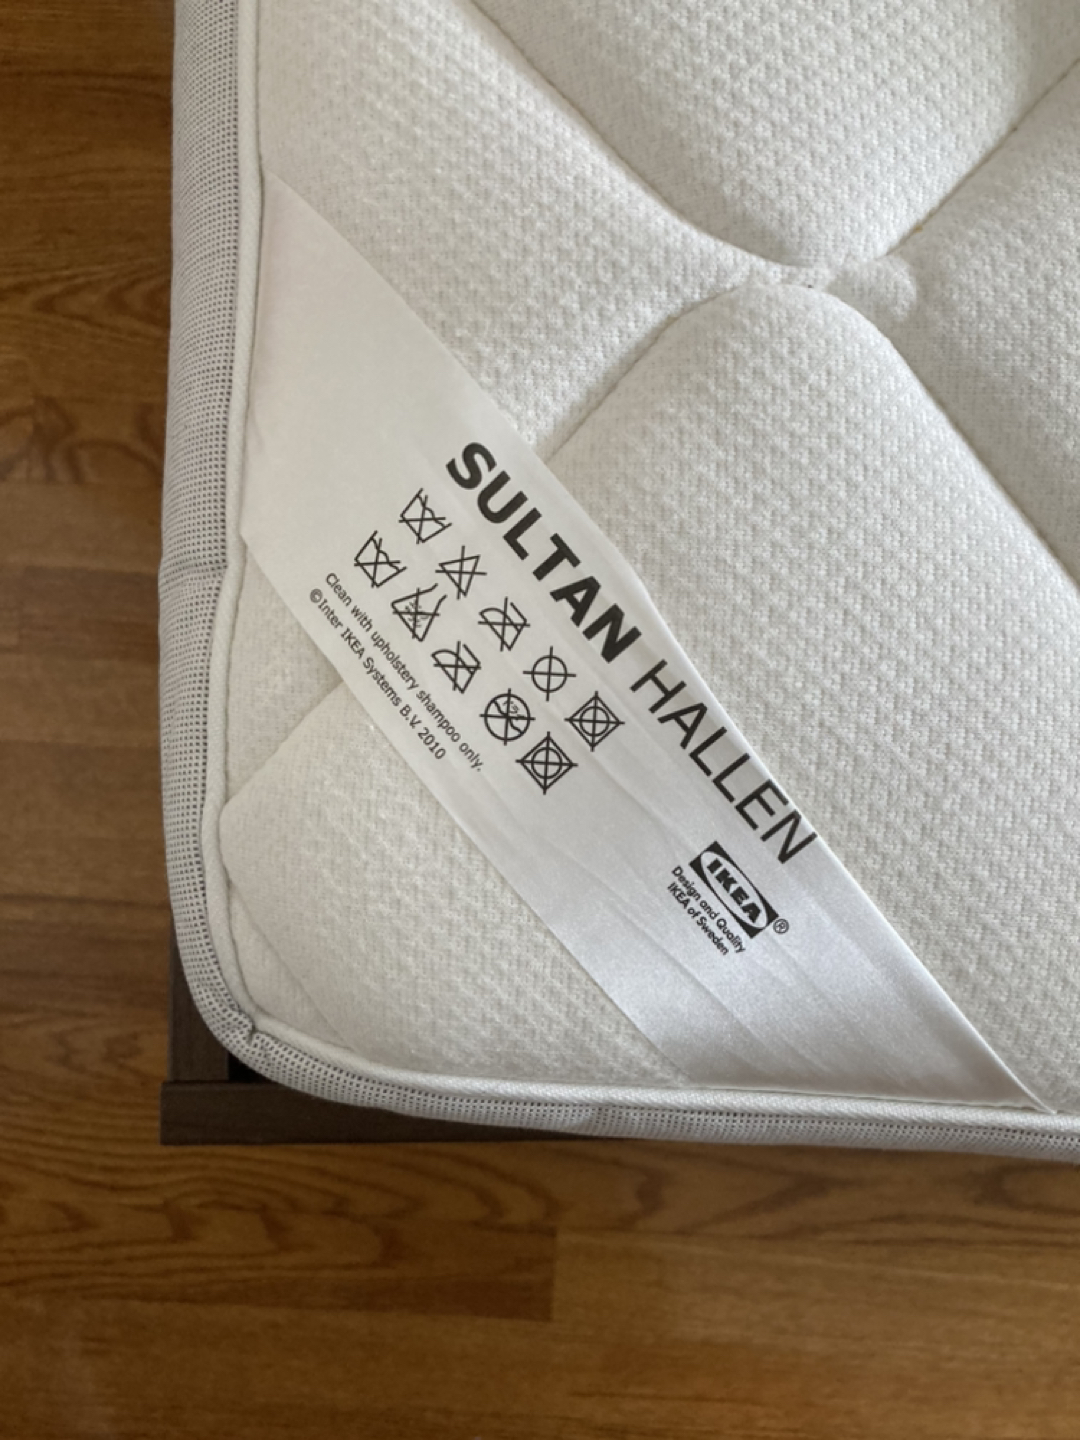 SULTAN HALLEN
Clean with upholstery shampoo only.
©Inter IKEA Systems B.V. 2010
IKEA®
Design and Quality
IKEA of Sweden